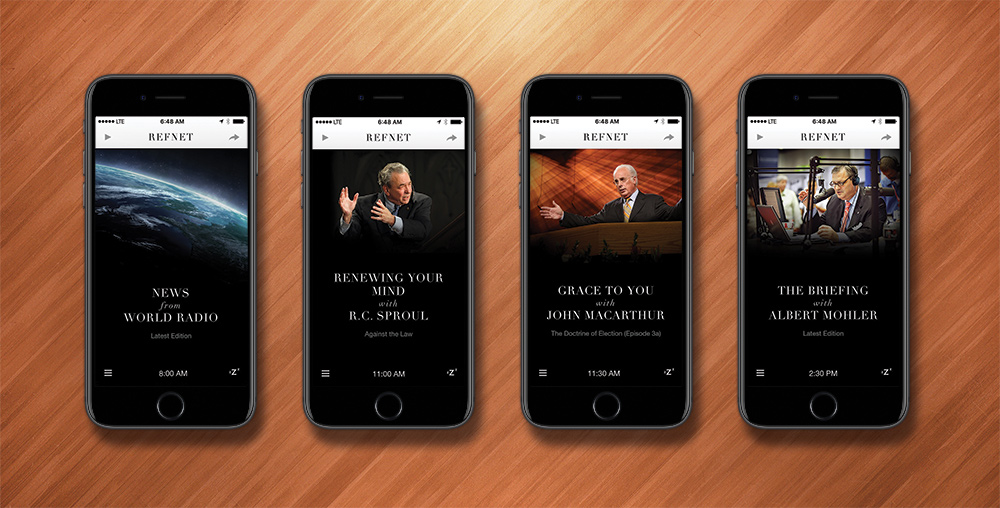 LTE 6:48 AM
REFNET
NEWS
from
WORLD RADIO
Latest Edition
8:00 AM
z
LTE 6:48 AM
REFNET
RENEWING YOUR
MIND
with
R.C. SPROUL
Against the Law
11:00 AM
z
LTE 6:48 AM
REFNET
GRACE TO YOU
with
JOHN MACARTHUR
The Doctrine of Election (Episode 3a)
11:30 AM
z
LTE 6:48 AM
REFNET
THE BRIEFING
with
ALBERT MOHLER
Latest Edition
2:30 PM
z